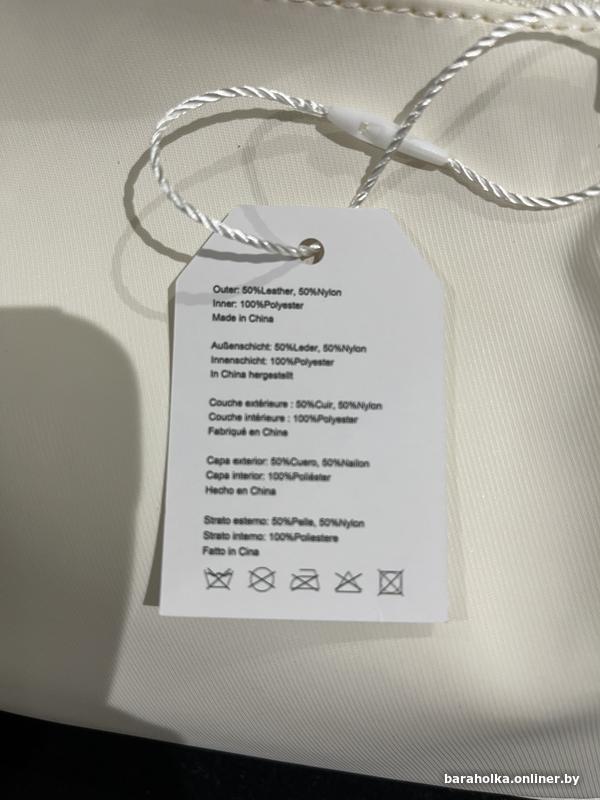 Outer: 50%Leather, 50%Nylon
Inner: 100%Polyester
Made in China
Außenschicht: 50%Leder, 50%Nylon
Innenschicht: 100%Polyester
In China hergestellt
Couche extérieure : 50%Cuir, 50%Nylon
Couche intérieure : 100%Polyester
Fabriqué en China
Capa exterior: 50%Cuero, 50%Nailon
Capa interior: 100%Poliéster
Hecho en China
Strato esterno: 50%Pelle, 50%Nylon
Strato interno: 100%Poliestere
Fatto in Cina
baraholka.onliner.by